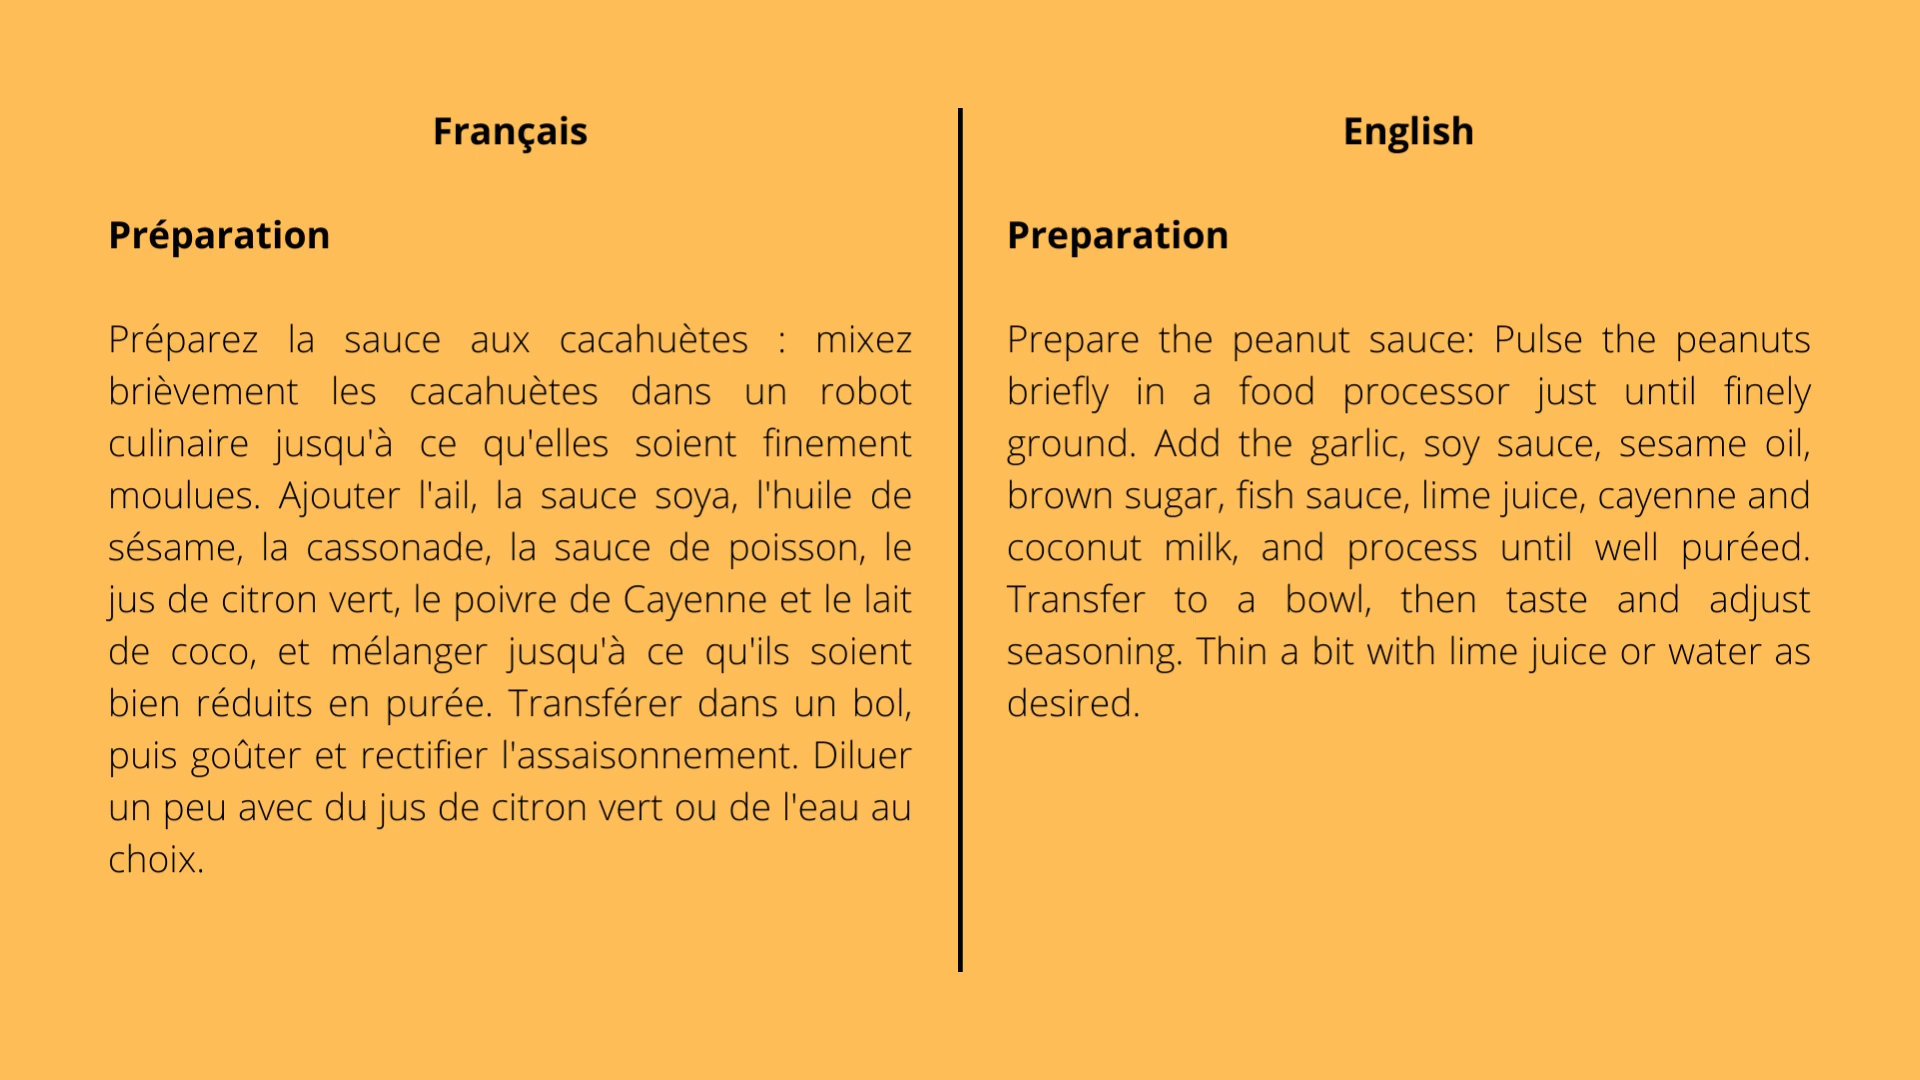 Français
Préparation
Préparez la sauce aux cacahuètes : mixez
brièvement les cacahuètes dans un robot
culinaire jusqu'à ce qu'elles soient finement
moulues. Ajouter l'ail, la sauce soya, l'huile de
sésame, la cassonade, la sauce de poisson, le
jus de citron vert, le poivre de Cayenne et le lait
de coco, et mélanger jusqu'à ce qu'ils soient
bien réduits en purée. Transférer dans un bol,
puis goûter et rectifier l'assaisonnement. Diluer
un peu avec du jus de citron vert ou de l'eau au
choix.
English
Preparation
Prepare the peanut sauce: Pulse the peanuts
briefly in a food processor just until finely
ground. Add the garlic, soy sauce, sesame oil,
brown sugar, fish sauce, lime juice, cayenne and
coconut milk, and process until well puréed.
Transfer to a bowl, then taste and adjust
seasoning. Thin a bit with lime juice or water as
desired.